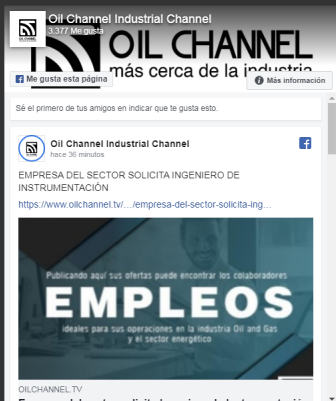 Oil Channel Industrial Channel
3.377 Me gusta
OIL CHANNEL
más cerca de la industria
Me gusta esta página
Más información
Sé el primero de tus amigos en indicar que te gusta esto.
Oil Channel Industrial Channel
hace 36 minutos
EMPRESA DEL SECTOR SOLICITA INGENIERO DE
INSTRUMENTACIÓN
https://www.oilchannel.tv/…/empresa-del-sector-solicita-ing…
Publicando aquí sus ofertas puede encontrar los colaboradores
EMPLEOS
ideales para sus operaciones en la industria Oil and Gas
y el sector energético
OILCHANNEL.TV